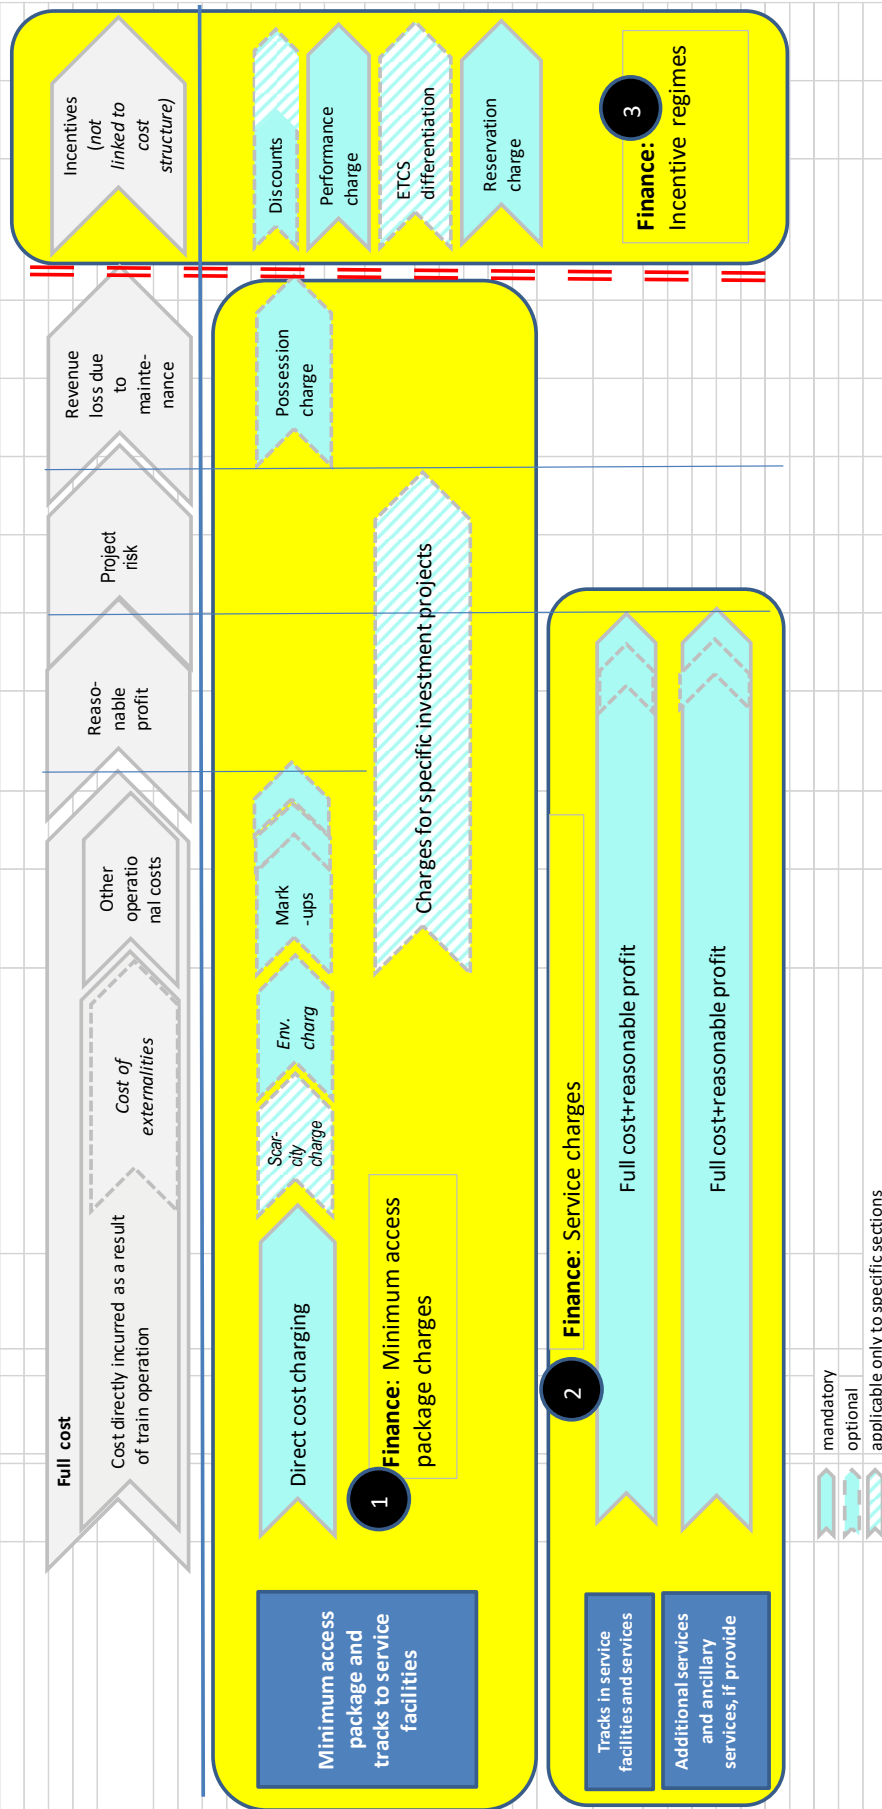 Full cost
Cost directly incurred as a result
of train operation
Cost of
externalities
Other
operatio
nal costs
Reaso-
nable
profit
Project
risk
Revenue
loss due
to
mainte-
nance
Incentives
(not
linked to
cost
structure)
Minimum access
package and
tracks to service
facilities
Direct cost charging
Scar-
city
charge
Env.
charg
Mark
-ups
Possession
charge
Charges for specific investment projects
1
Finance: Minimum access
package charges
Discounts
Performance
charge
ETCS
differentiation
Reservation
charge
3
Finance:
Incentive regimes
2
Finance: Service charges
Tracks in service
facilities and services
Full cost+reasonable profit
Additional services
and ancillary
services, if provide
Full cost+reasonable profit
mandatory
optional
applicable only to specific sections